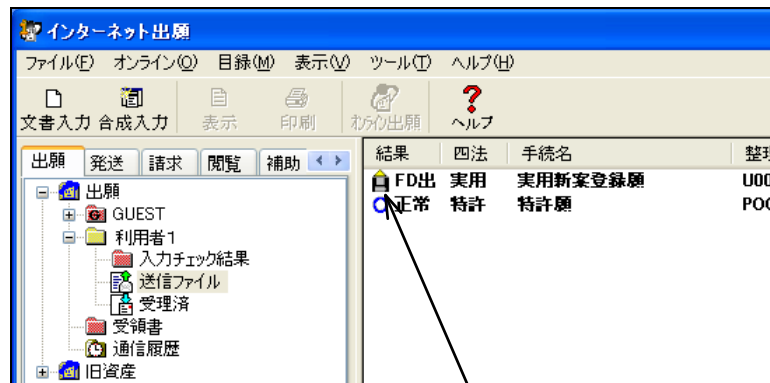 インターネット出願
ファイル(F) オンライン(O) 目録(M) 表示(V) ツール(T) ヘルプ(H)
文書入力 合成入力 表示 印刷 オンライン出願 ヘルプ
出願 発送 請求 閲覧 補助
結果 四法 手続名 整理
FD出 実用 実用新案登録願 U00
正常 特許 特許願
出願
GUEST
利用者1
入力チェック結果
送信ファイル
受理済
受領書
通信履歴
旧資産